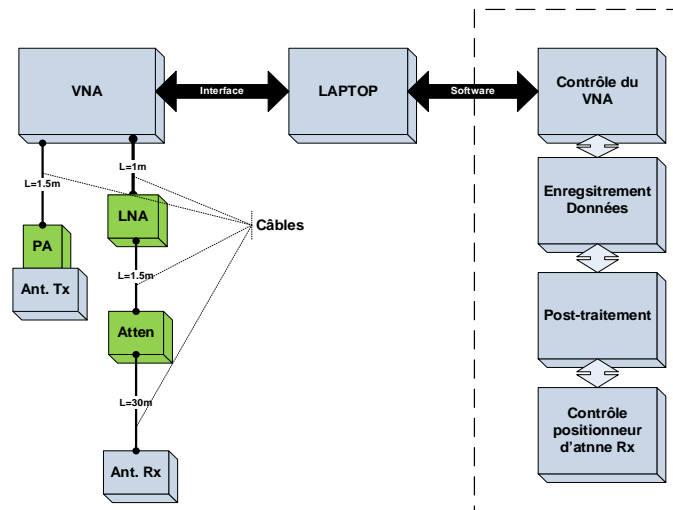 VNA
Interface
LAPTOP
Software
Contrôle du
VNA
L=1.5m
L=1m
LNA
Câbles
Enregsitrement
Données
PA
Ant. Tx
L=1.5m
Atten
Post-traitement
L=30m
Contrôle
positionneur
d'atnne Rx
Ant. Rx